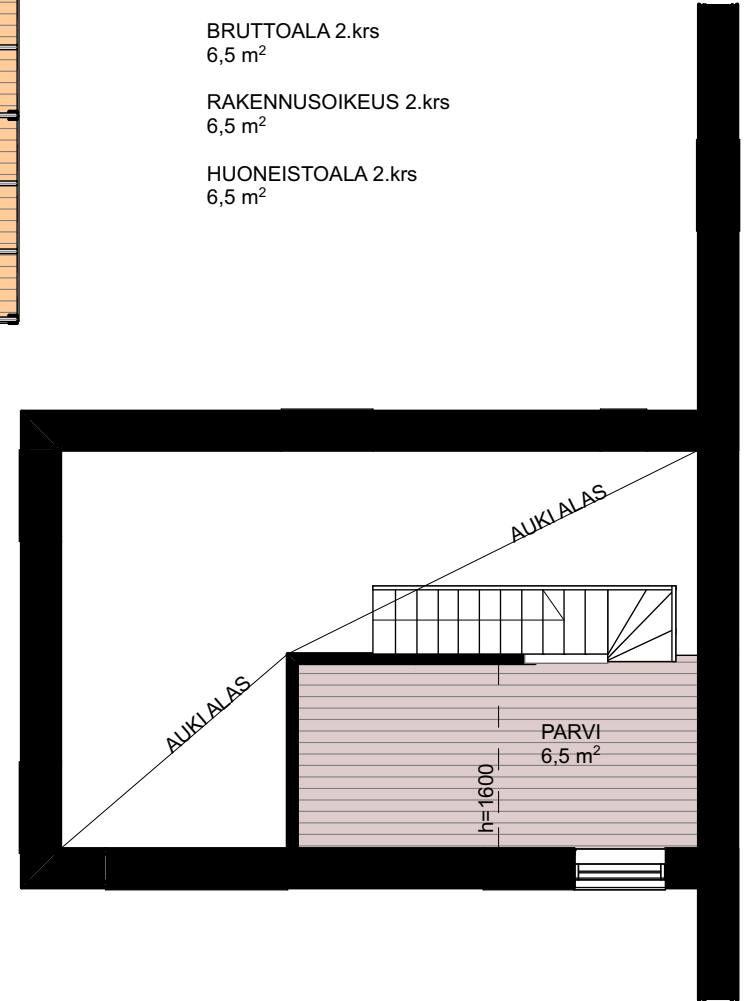 BRUTTOALA 2.krs
6,5 m²
RAKENNUSOIKEUS 2.krs
6,5 m²
HUONEISTOALA 2.krs
6,5 m²
AUKI ALAS
AUKI ALAS
PARVI
6,5 m²
h=1600